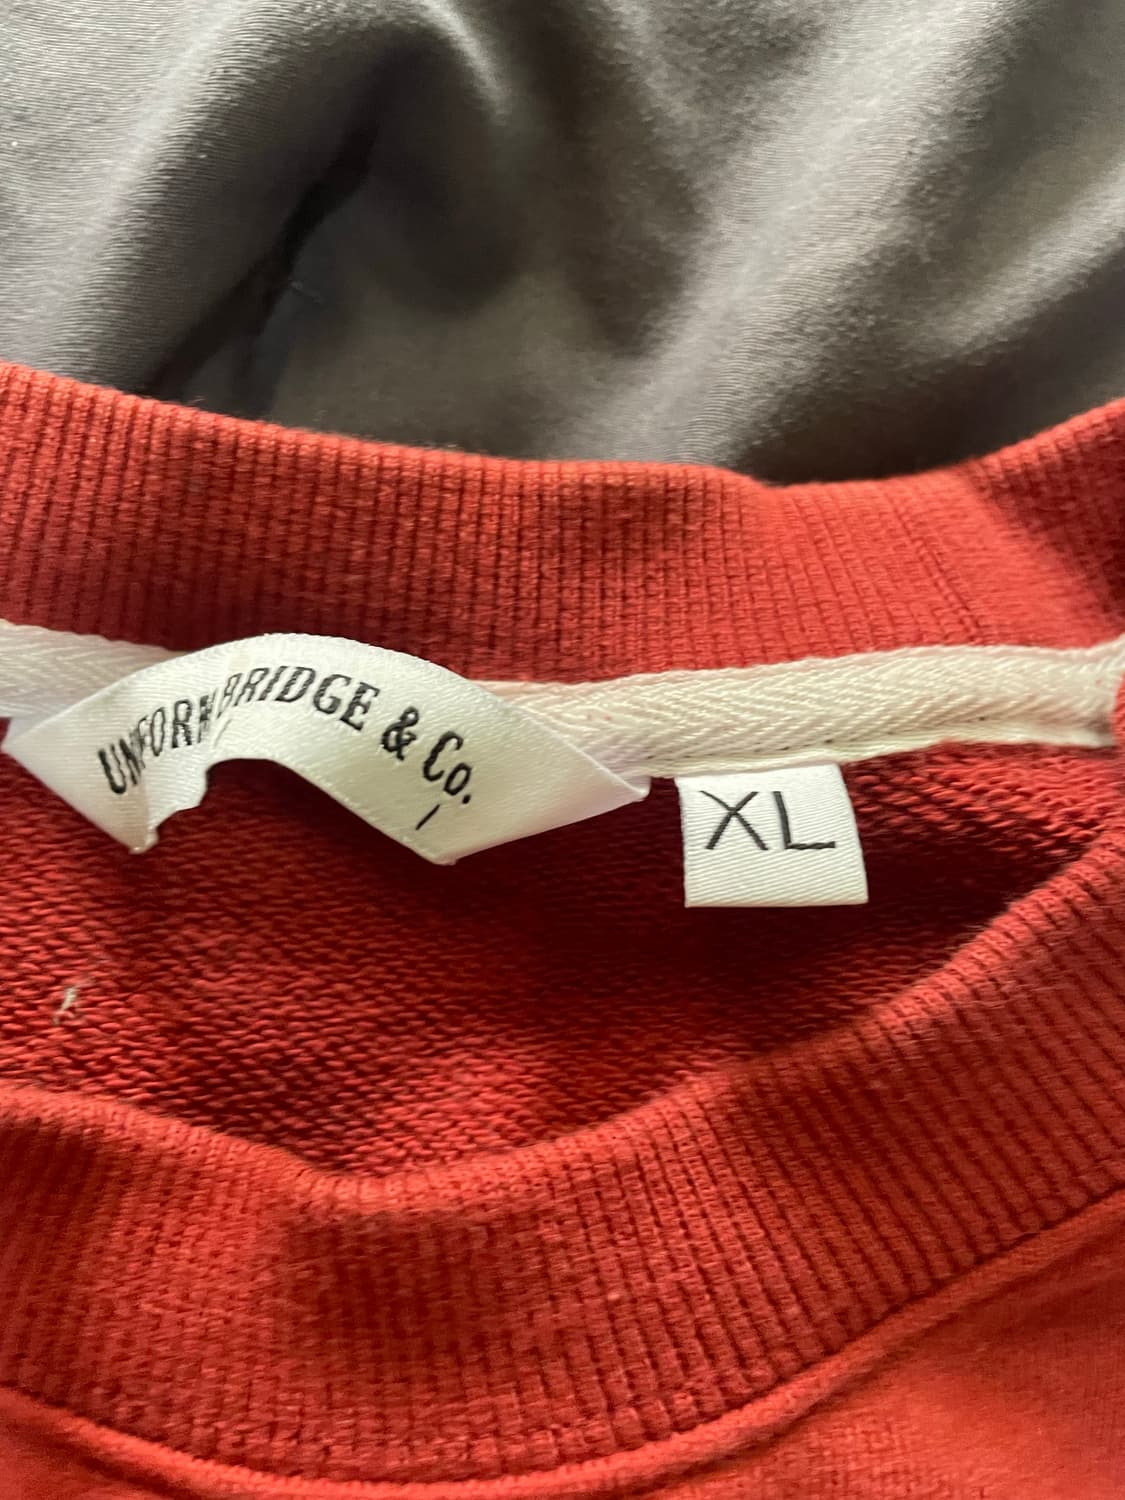 UNIFORM BRIDGE & Co.
XL